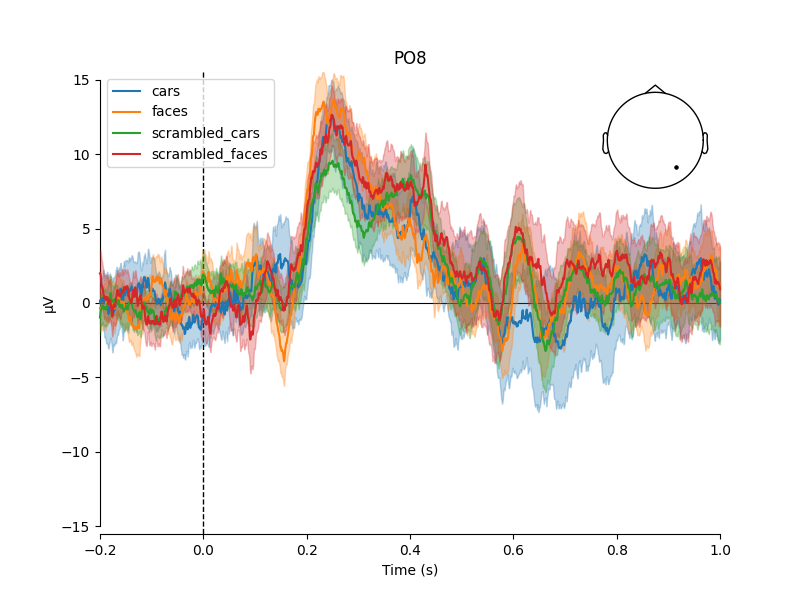 PO8
cars
faces
scrambled_cars
scrambled_faces
15
10
5
0
−5
−10
−15
µV
−0.2
0.0
0.2
0.4
0.6
0.8
1.0
Time (s)